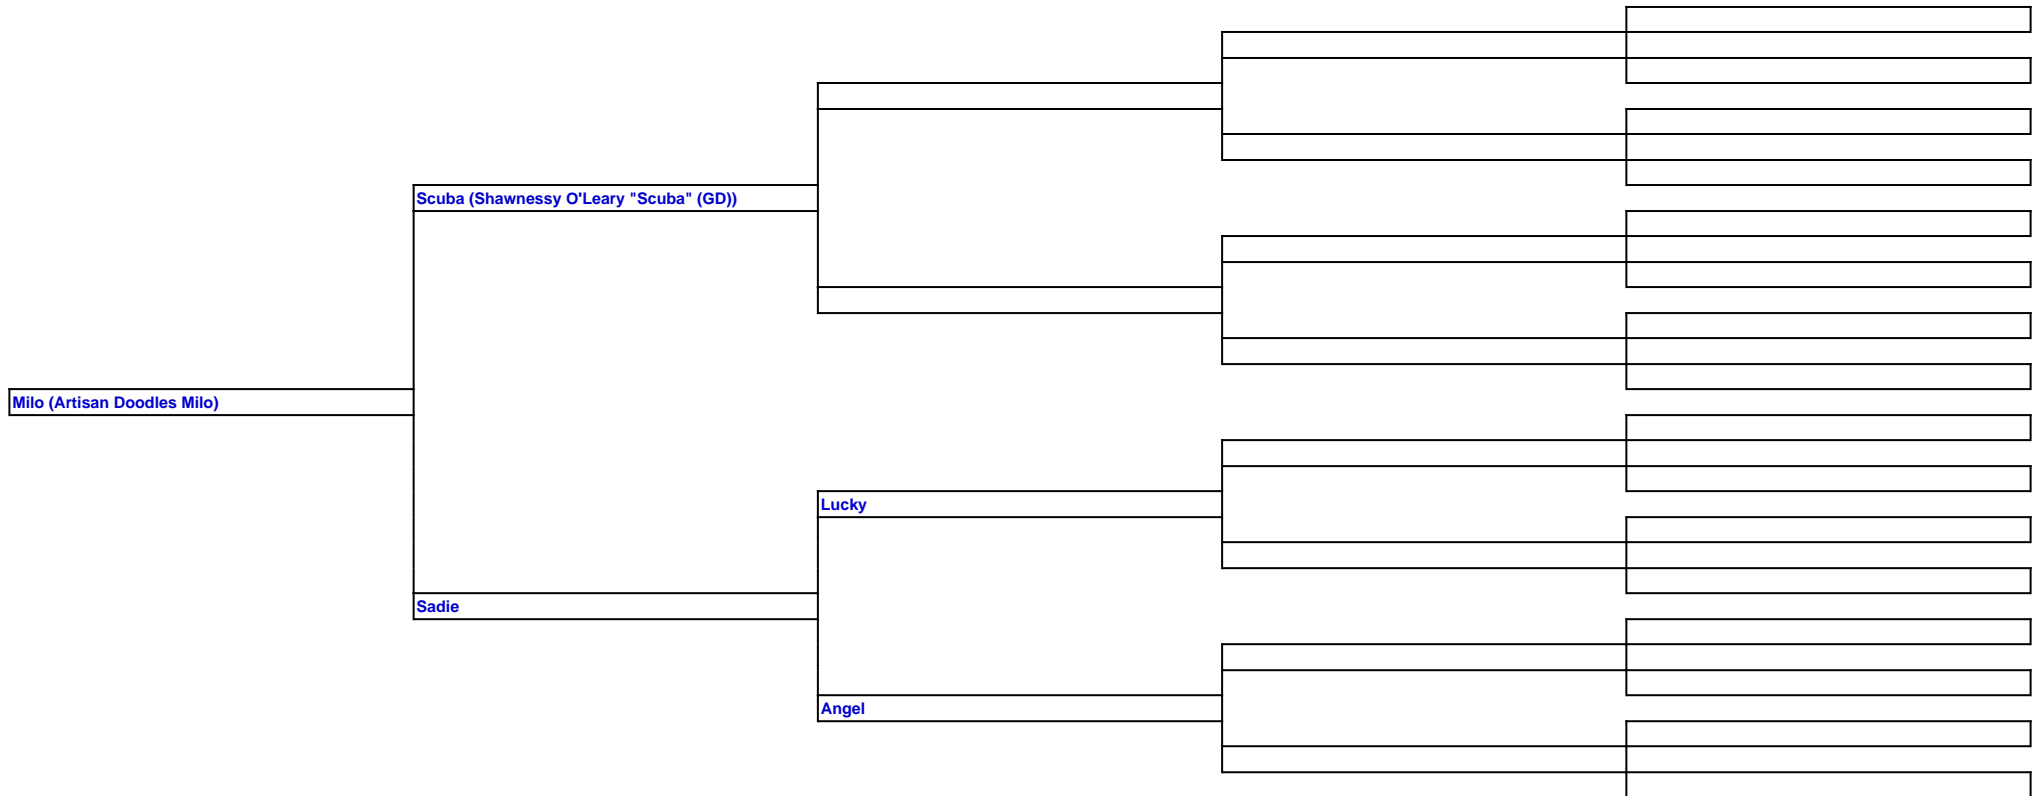 Scuba (Shawnessy O'Leary "Scuba" (GD))
Milo (Artisan Doodles Milo)
Lucky
Sadie
Angel